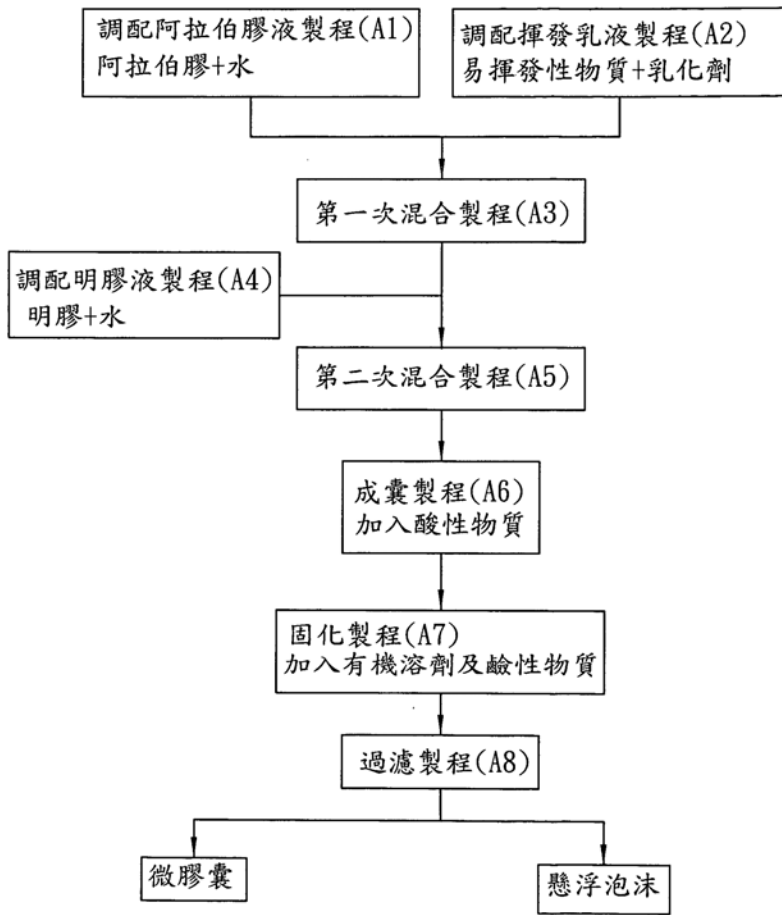 調配阿拉伯膠液製程(A1)
阿拉伯膠+水
調配揮發乳液製程(A2)
易揮發性物質+乳化劑
第一次混合製程(A3)
調配明膠液製程(A4)
明膠+水
第二次混合製程(A5)
成囊製程(A6)
加入酸性物質
固化製程(A7)
加入有機溶劑及鹼性物質
過濾製程(A8)
微膠囊
懸浮泡沫